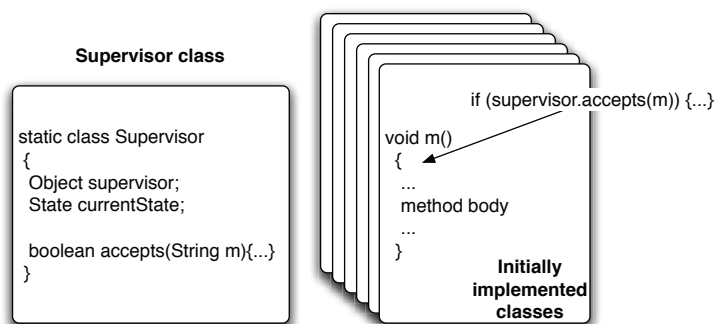 Supervisor class
static class Supervisor
{
Object supervisor;
State currentState;
boolean accepts(String m){...}
}
if (supervisor.accepts(m)) {...}
void m()
{
...
method body
...
}
Initially
implemented
classes